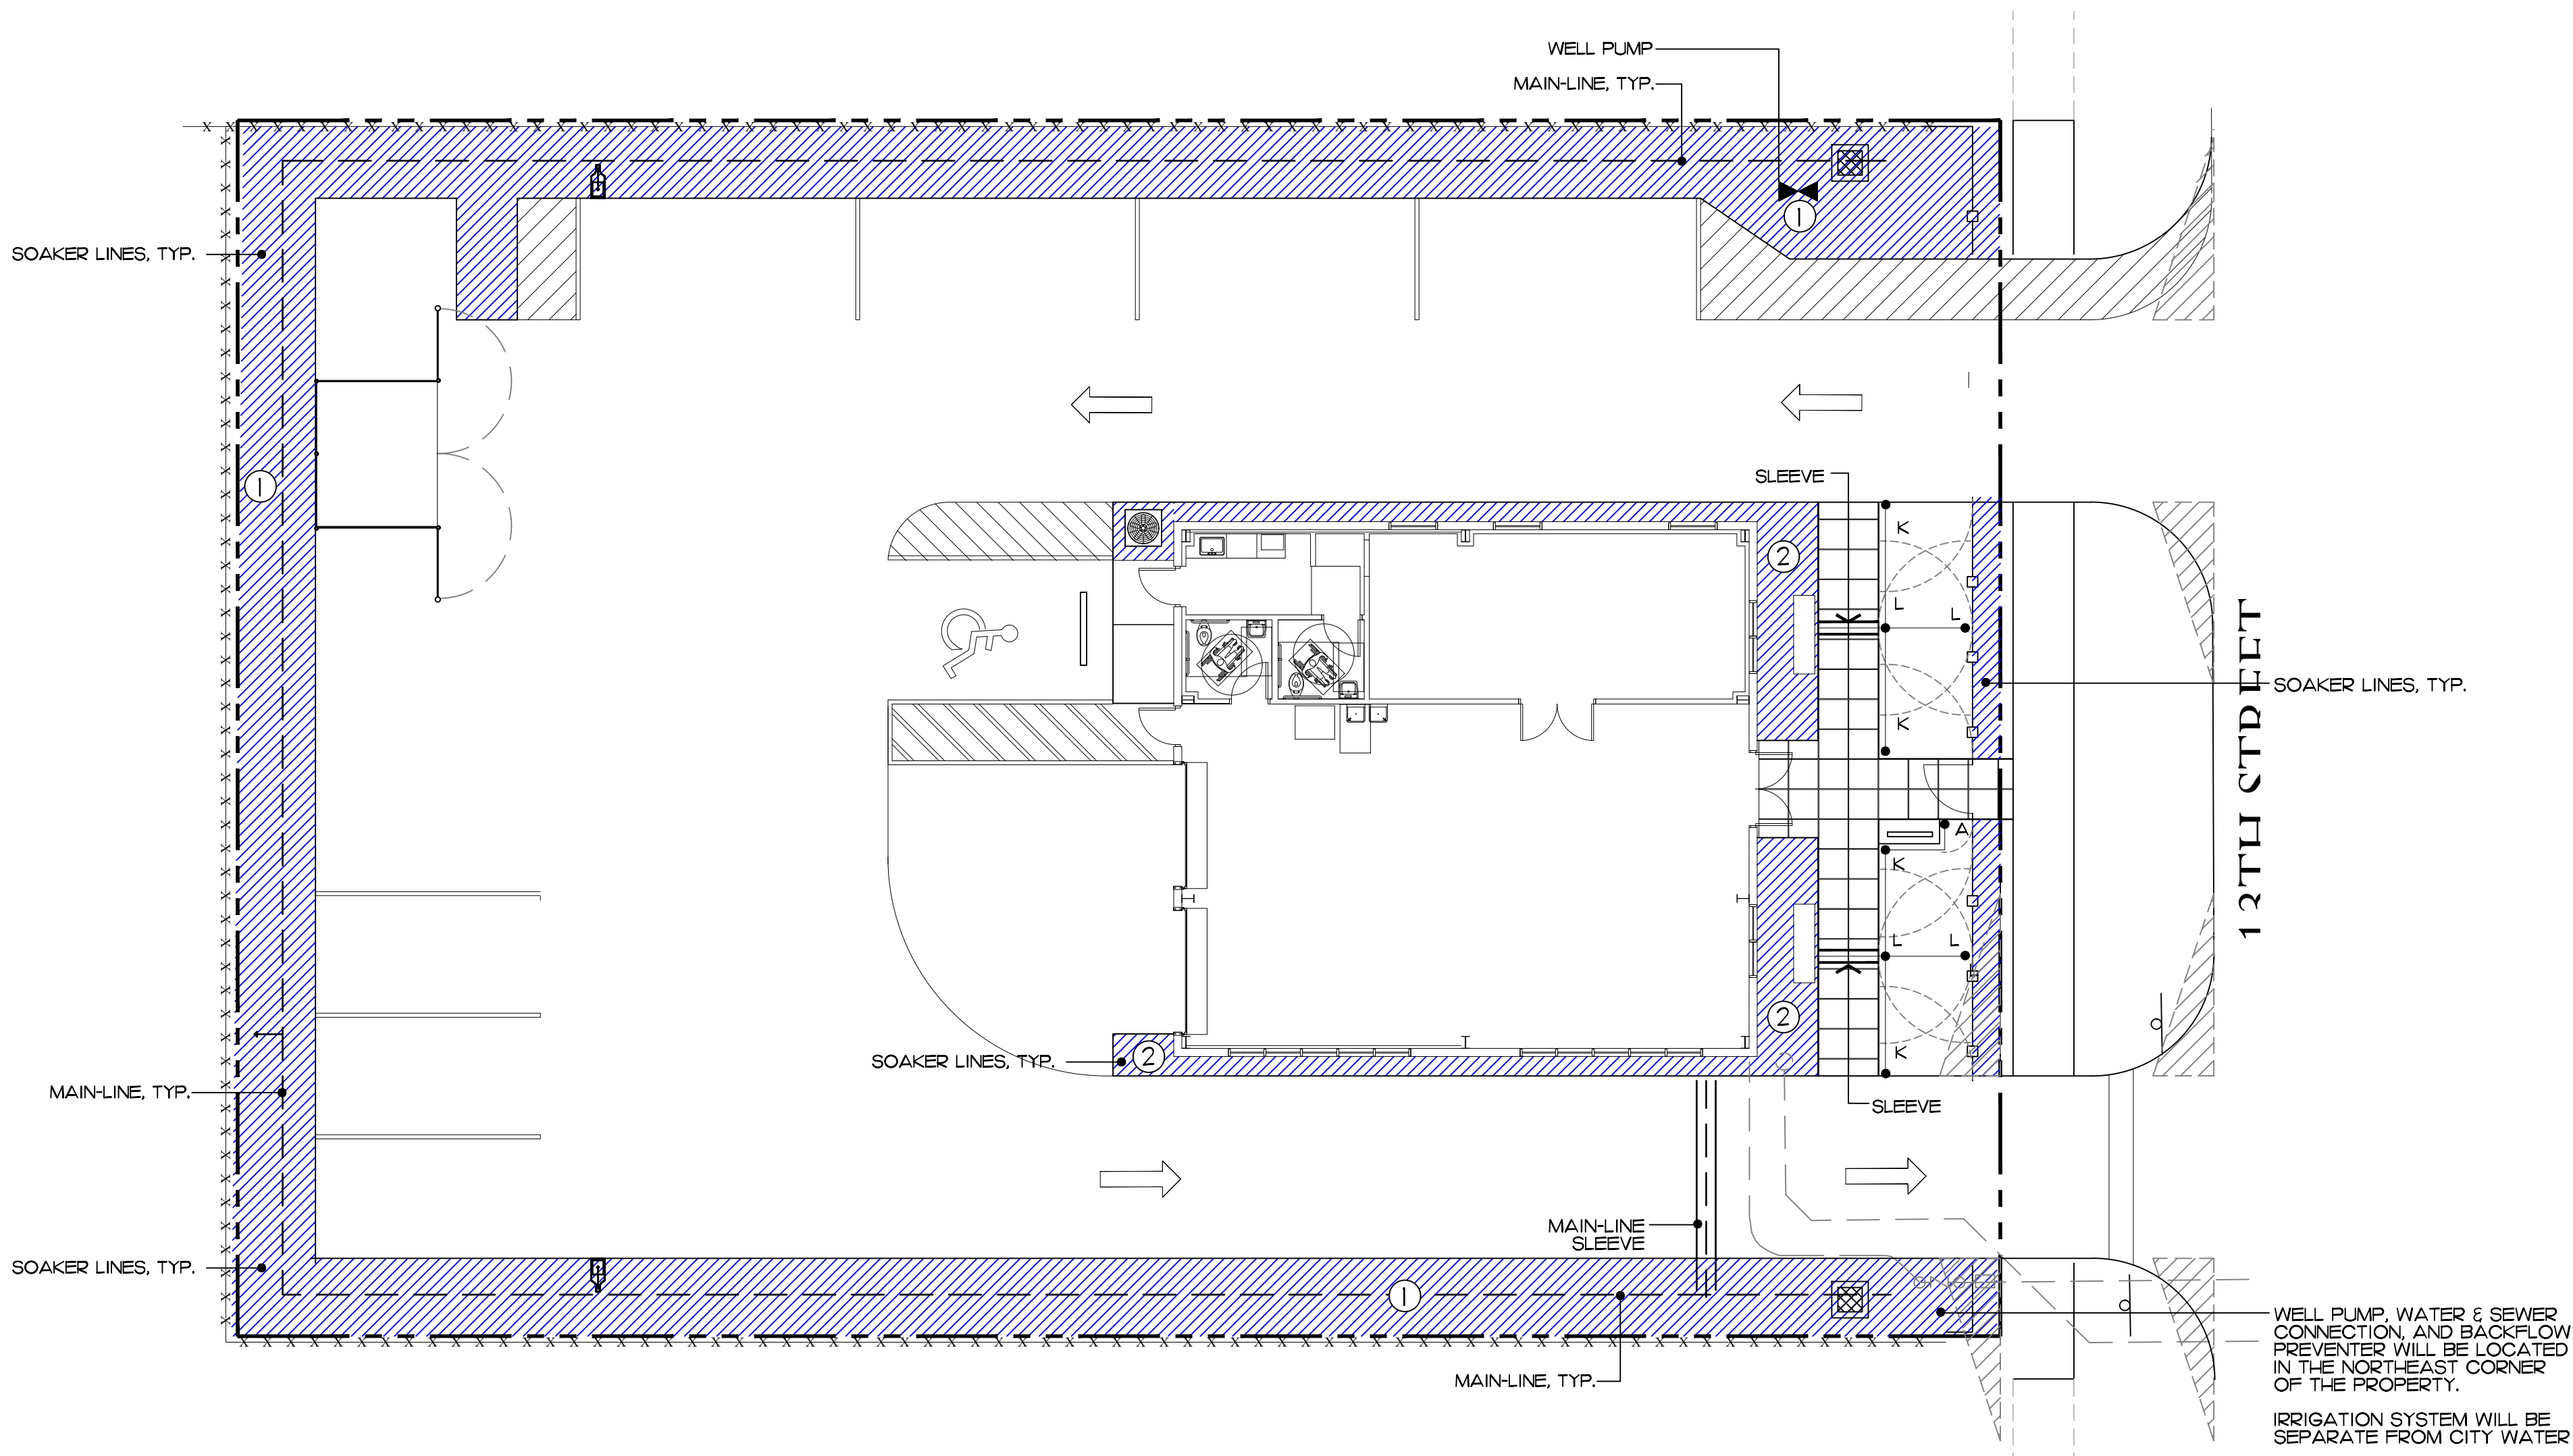 WELL PUMP
MAIN-LINE, TYP.
SOAKER LINES, TYP.
1
1
SLEEVE
2
K
L
L
K
SOAKER LINES, TYP.
A
K
L
L
K
2
2
SOAKER LINES, TYP.
MAIN-LINE, TYP.
SLEEVE
MAIN-LINE
SLEEVE
SOAKER LINES, TYP.
1
MAIN-LINE, TYP.
WELL PUMP, WATER & SEWER
CONNECTION, AND BACKFLOW
PREVENTER WILL BE LOCATED
IN THE NORTHEAST CORNER
OF THE PROPERTY.
IRRIGATION SYSTEM WILL BE
SEPARATE FROM CITY WATER
STREET